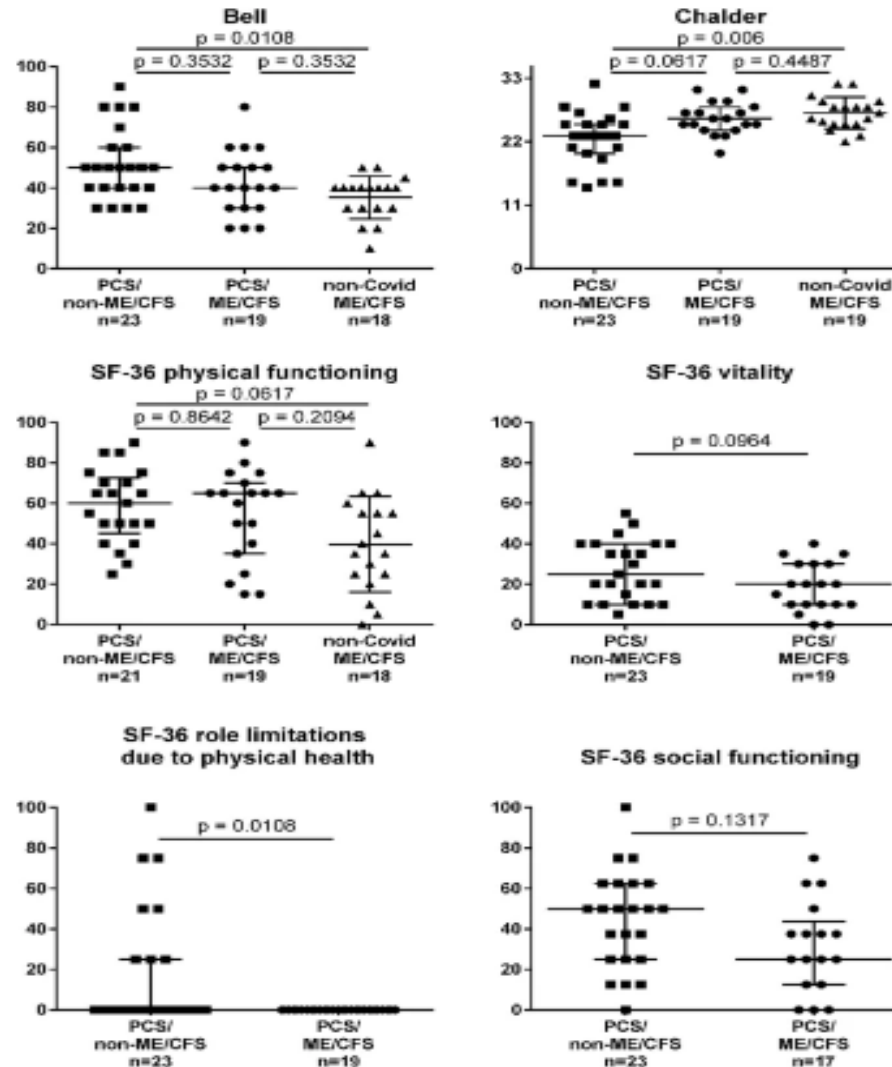 Bell
p = 0.0108
p = 0.3532 p = 0.3532
100
80
60
40
20
0
PCS/ PCS/ non-Covid
non-ME/CFS ME/CFS ME/CFS
n=23 n=19 n=18
Chalder
p = 0.006
p = 0.0617 p = 0.4487
33
22
11
0
PCS/ PCS/ non-Covid
non-ME/CFS ME/CFS ME/CFS
n=23 n=19 n=19
SF-36 physical functioning
p = 0.0617
p = 0.8642 p = 0.2094
100
80
60
40
20
0
PCS/ PCS/ non-Covid
non-ME/CFS ME/CFS ME/CFS
n=21 n=19 n=18
SF-36 vitality
p = 0.0964
100
80
60
40
20
0
PCS/ PCS/
non-ME/CFS ME/CFS
n=23 n=19
SF-36 role limitations
due to physical health
p = 0.0108
100
80
60
40
20
0
PCS/ PCS/
non-ME/CFS ME/CFS
n=23 n=19
SF-36 social functioning
p = 0.1317
100
80
60
40
20
0
PCS/ PCS/
non-ME/CFS ME/CFS
n=23 n=17